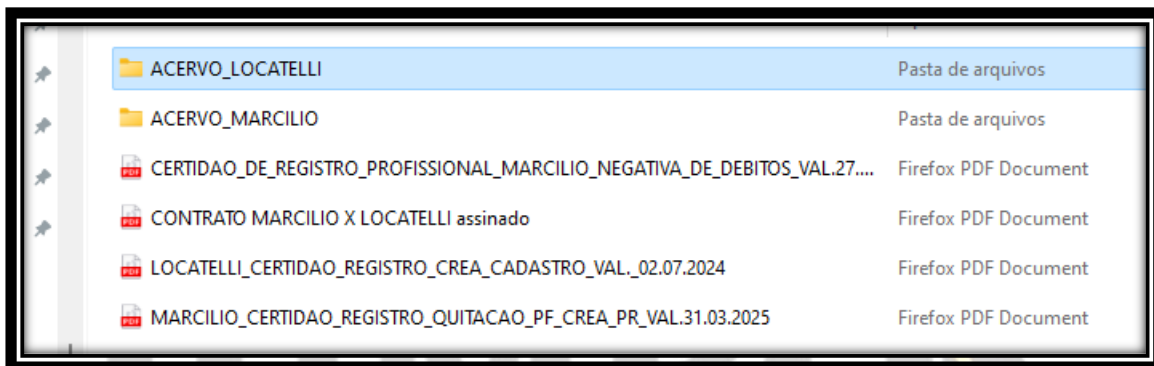 ACERVO_LOCATELLI Pasta de arquivos
ACERVO_MARCILIO Pasta de arquivos
CERTIDAO_DE_REGISTRO_PROFISSIONAL_MARCILIO_NEGATIVA_DE_DEBITOS_VAL.27.... Firefox PDF Document
CONTRATO MARCILIO X LOCATELLI assinado Firefox PDF Document
LOCATELLI_CERTIDAO_REGISTRO_CREA_CADASTRO_VAL._02.07.2024 Firefox PDF Document
MARCILIO_CERTIDAO_REGISTRO_QUITACAO_PF_CREA_PR_VAL.31.03.2025 Firefox PDF Document